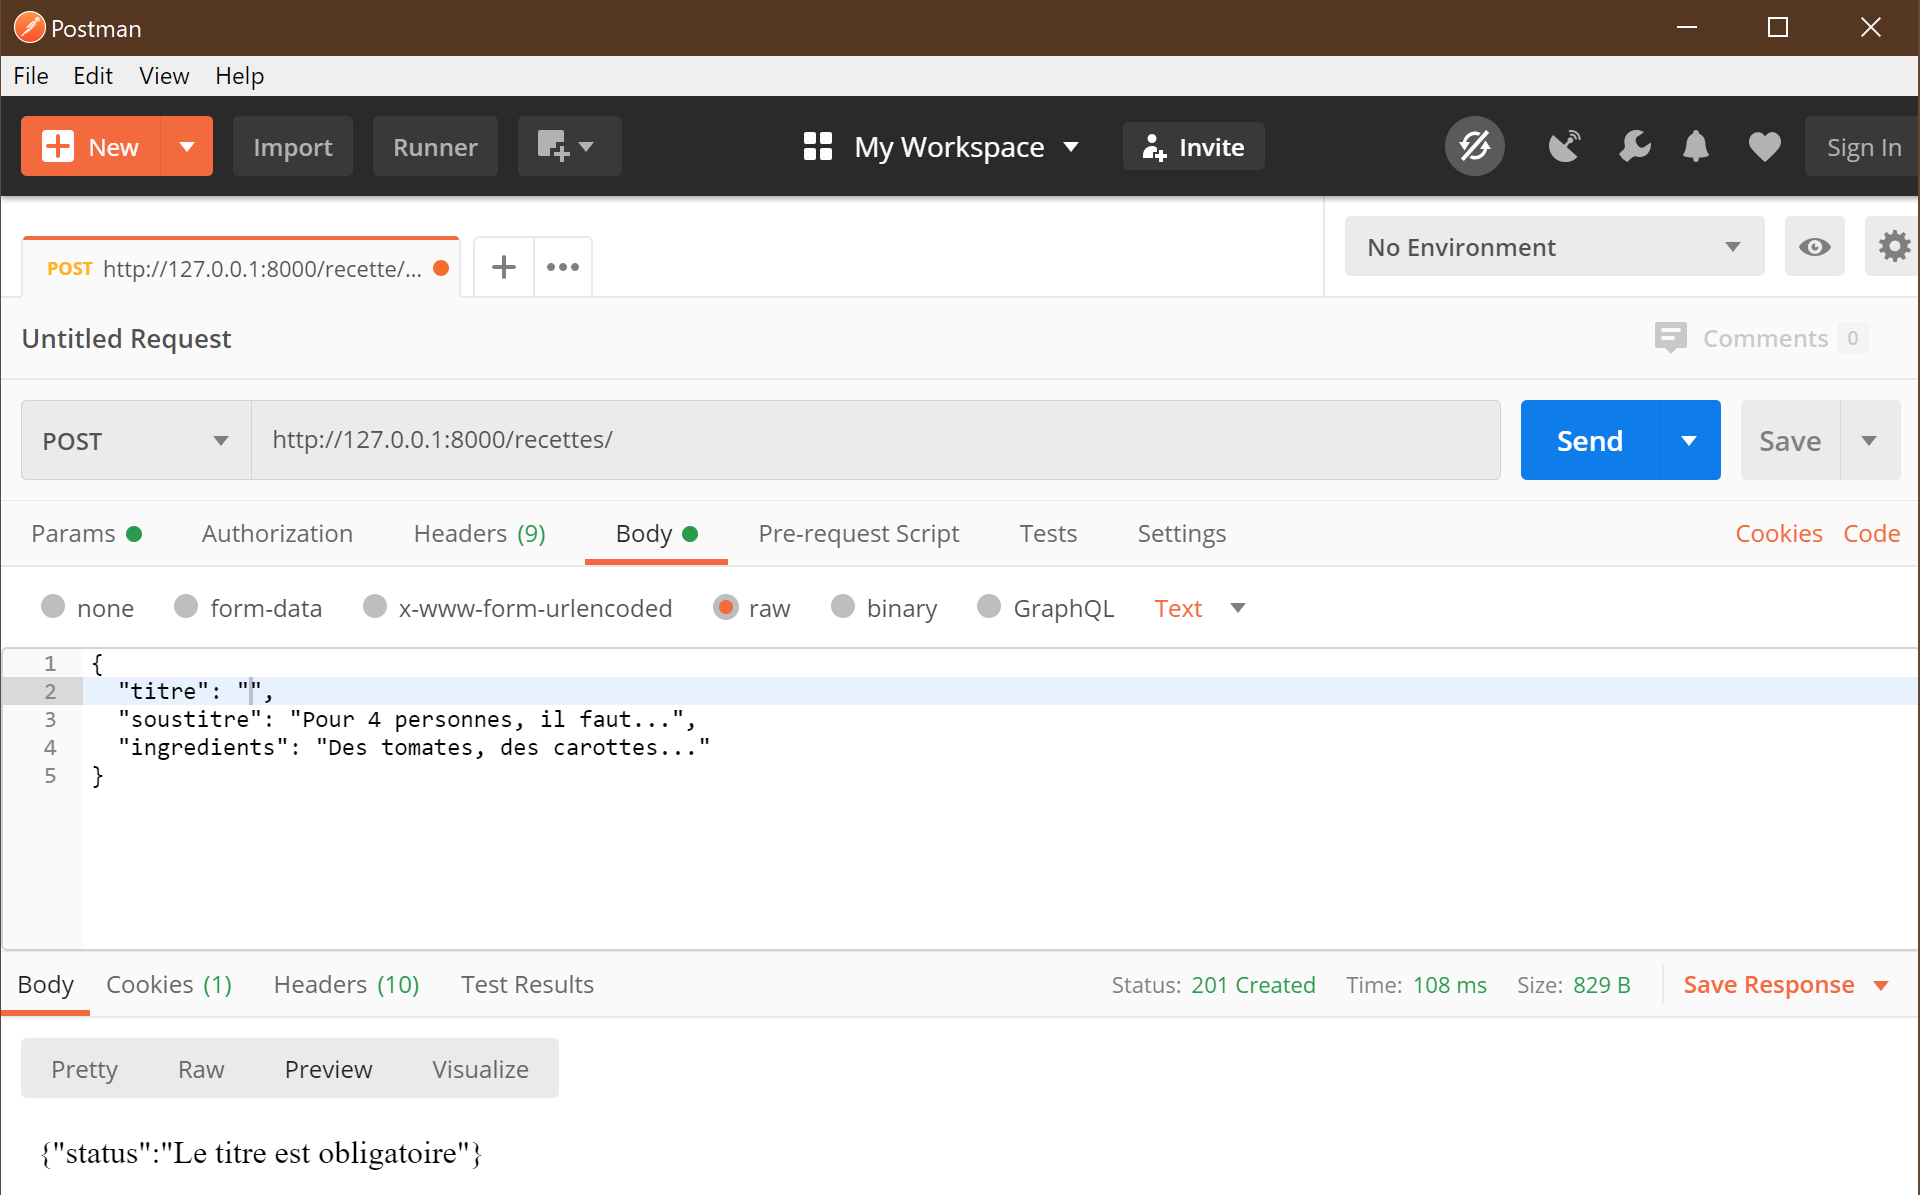 Postman
File Edit View Help
New Import Runner My Workspace Invite Sign In
POST http://127.0.0.1:8000/recette/... No Environment
Untitled Request Comments 0
POST http://127.0.0.1:8000/recettes/ Send Save
Params Authorization Headers (9) Body Pre-request Script Tests Settings Cookies Code
none form-data x-www-form-urlencoded raw binary GraphQL Text
1 {
2 "titre": "",
3 "soustitre": "Pour 4 personnes, il faut...",
4 "ingredients": "Des tomates, des carottes..."
5 }
Body Cookies (1) Headers (10) Test Results Status: 201 Created Time: 108 ms Size: 829 B Save Response
Pretty Raw Preview Visualize
{"status":"Le titre est obligatoire"}